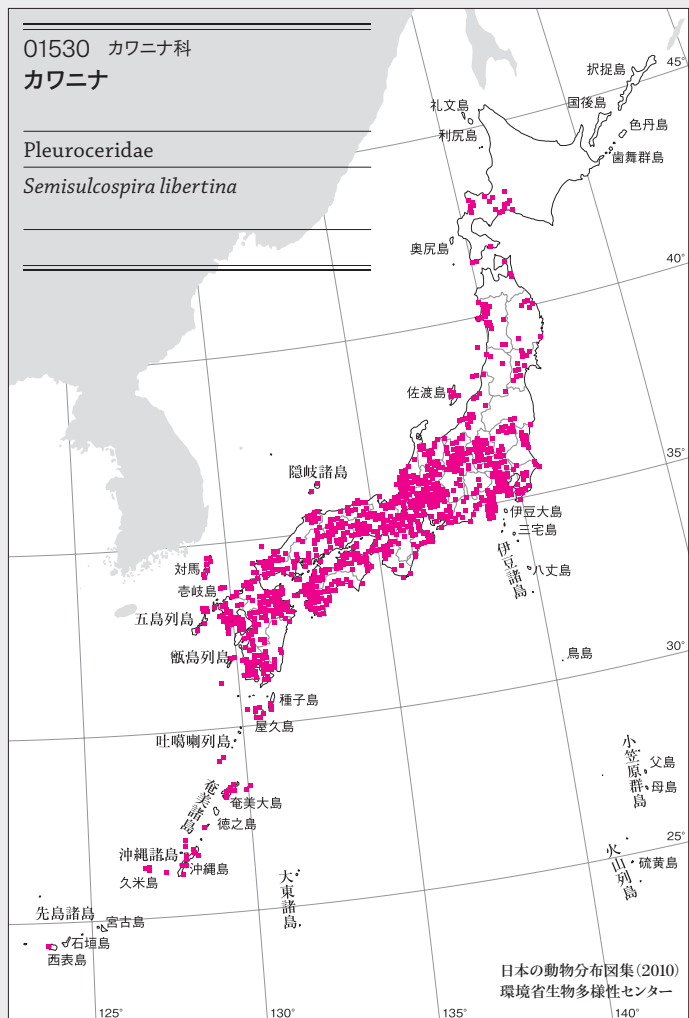 01530 カワニナ科
カワニナ
Pleuroceridae
Semisulcospira libertina
択捉島
45°
礼文島
国後島
利尻島
色丹島
歯舞群島
奥尻島
40°
佐渡島
35°
隠岐諸島
伊豆大島
三宅島
伊豆諸島
八丈島
対馬
壱岐島
五島列島
甑島列島
鳥島
30°
種子島
屋久島
吐噶喇列島
小笠原群島
父島
母島
奄美諸島
奄美大島
徳之島
25°
沖縄諸島
沖縄島
久米島
大東諸島
火山列島
硫黄島
先島諸島
宮古島
石垣島
西表島
日本の動物分布図集(2010)
環境省生物多様性センター
125°
130°
135°
140°